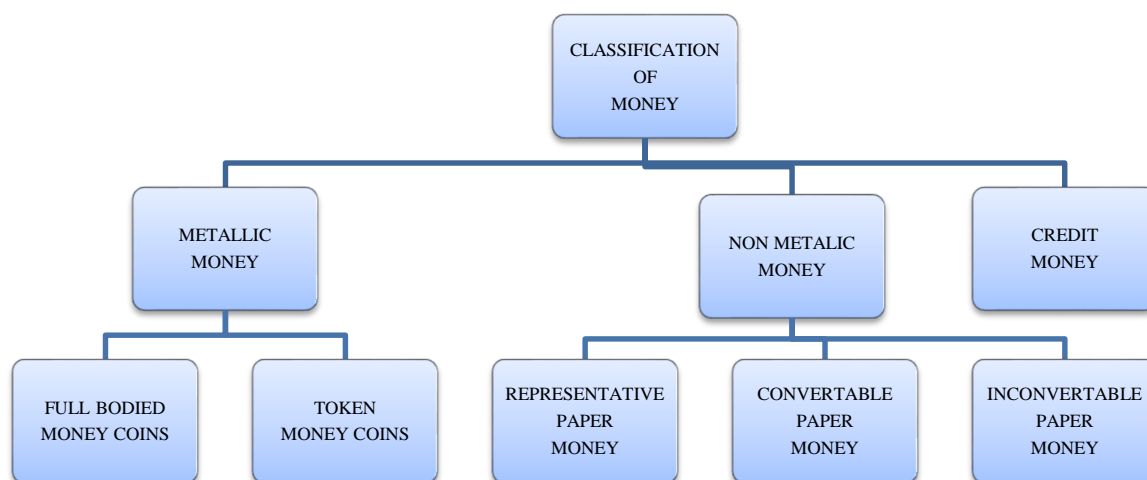 CLASSIFICATION
OF
MONEY
METALLIC
MONEY
NON METALIC
MONEY
CREDIT
MONEY
FULL BODIED
MONEY COINS
TOKEN
MONEY COINS
REPRESENTATIVE
PAPER
MONEY
CONVERTABLE
PAPER
MONEY
INCONVERTABLE
PAPER
MONEY